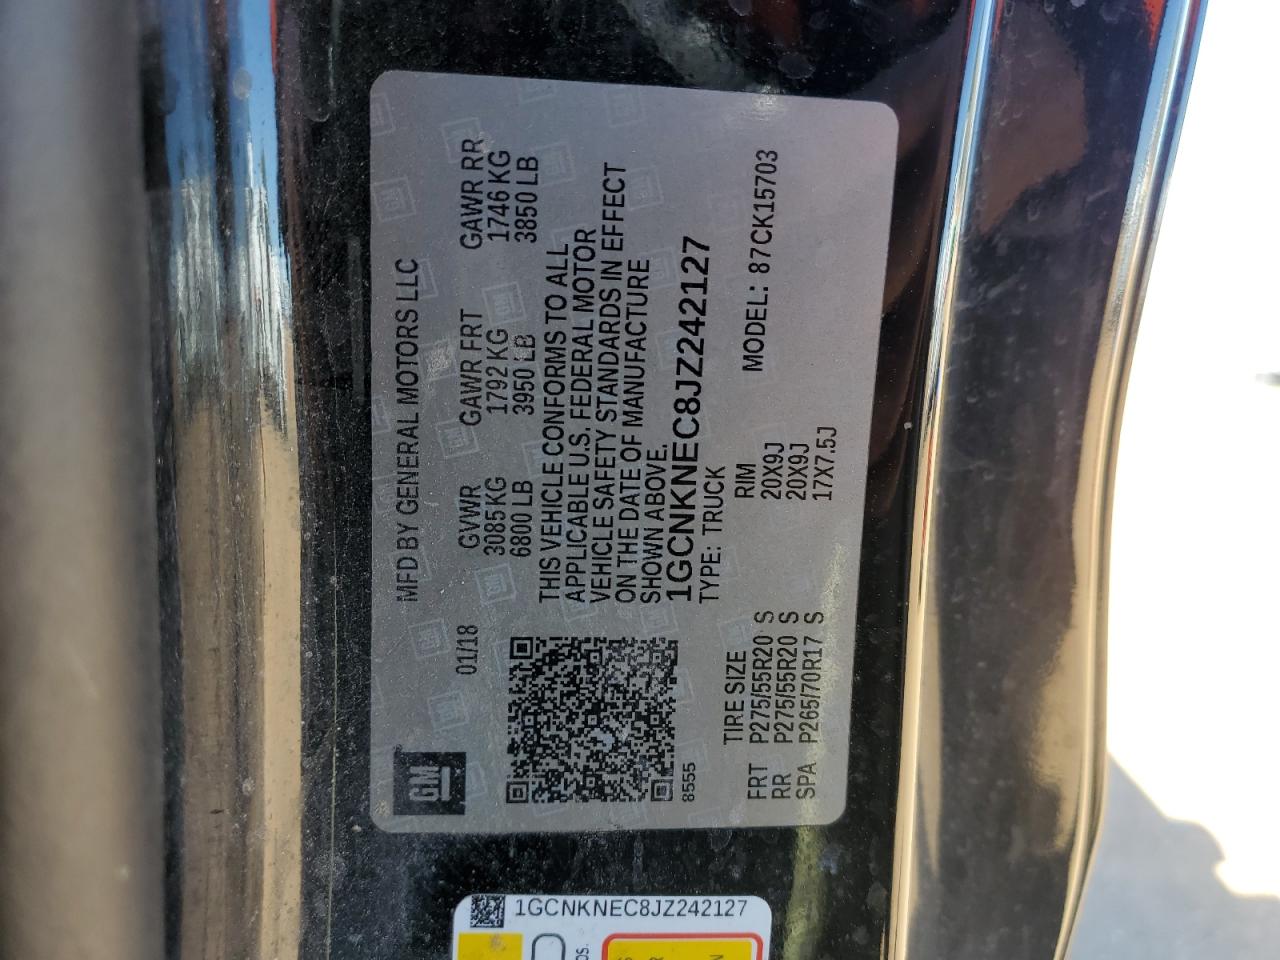 GM
MFD BY GENERAL MOTORS LLC
01/18
GVWR GAWR FRT GAWR RR
3085 KG 1792 KG 1746 KG
6800 LB 3950 LB 3850 LB
THIS VEHICLE CONFORMS TO ALL
APPLICABLE U.S. FEDERAL MOTOR
VEHICLE SAFETY STANDARDS IN EFFECT
ON THE DATE OF MANUFACTURE
SHOWN ABOVE.
1GCNKNEC8JZ242127
8555
TYPE: TRUCK
MODEL: 87CK15703
TIRE SIZE RIM
FRT P275/55R20 S 20X9J
RR P275/55R20 S 20X9J
SPA P265/70R17 S 17X7.5J
1GCNKNEC8JZ242127